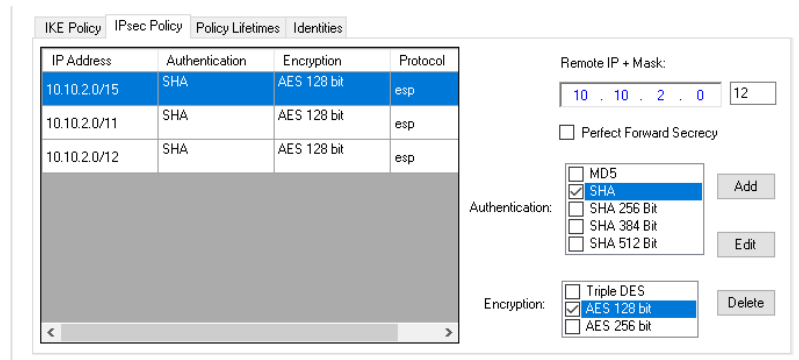 IKE Policy IPsec Policy Policy Lifetimes Identities
IP Address Authentication Encryption Protocol
10.10.2.0/15 SHA AES 128 bit esp
10.10.2.0/11 SHA AES 128 bit esp
10.10.2.0/12 SHA AES 128 bit esp
Remote IP + Mask:
10 . 10 . 2 . 0 12
Perfect Forward Secrecy
Authentication:
MD5
SHA
SHA 256 Bit
SHA 384 Bit
SHA 512 Bit
Add
Edit
Encryption:
Triple DES
AES 128 bit
AES 256 bit
Delete